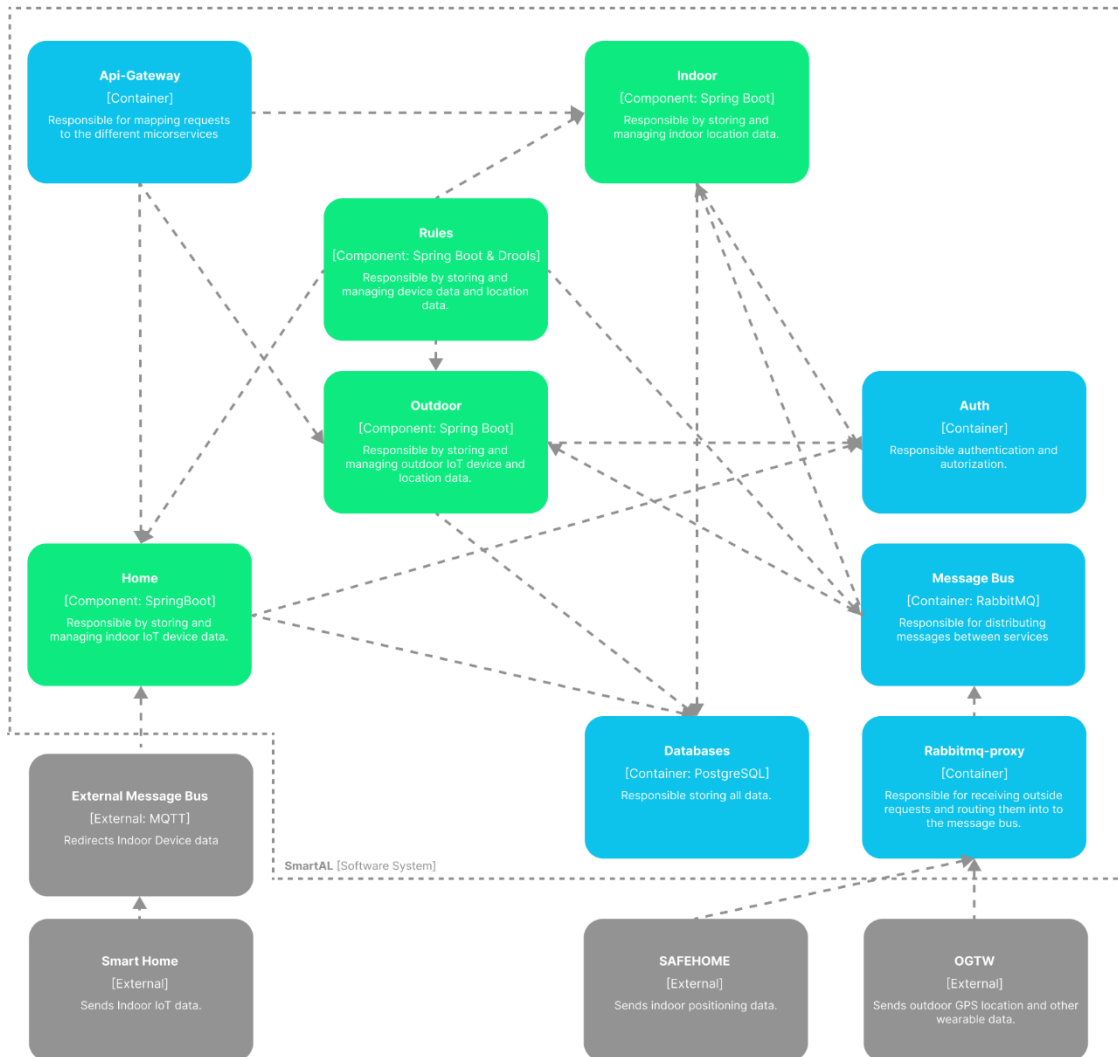 Api-Gateway
[Container]
Responsible for mapping requests
to the different micorservices
Indoor
[Component: Spring Boot]
Responsible by storing and
managing indoor location data.
Rules
[Component: Spring Boot & Drools]
Responsible by storing and
managing device data and location
data.
Outdoor
[Component: Spring Boot]
Responsible by storing and
managing outdoor IoT device and
location data.
Auth
[Container]
Responsible authentication and
autorization.
Home
[Component: SpringBoot]
Responsible by storing and
managing indoor IoT device data.
Message Bus
[Container: RabbitMQ]
Responsible for distributing
messages between services
Databases
[Container: PostgreSQL]
Responsible storing all data.
Rabbitmq-proxy
[Container]
Responsible for receiving outside
requests and routing them into to
the message bus.
External Message Bus
[External: MQTT]
Redirects Indoor Device data
SmartAL [Software System]
Smart Home
[External]
Sends Indoor IoT data.
SAFEHOME
[External]
Sends indoor positioning data.
OGTW
[External]
Sends outdoor GPS location and other
wearable data.